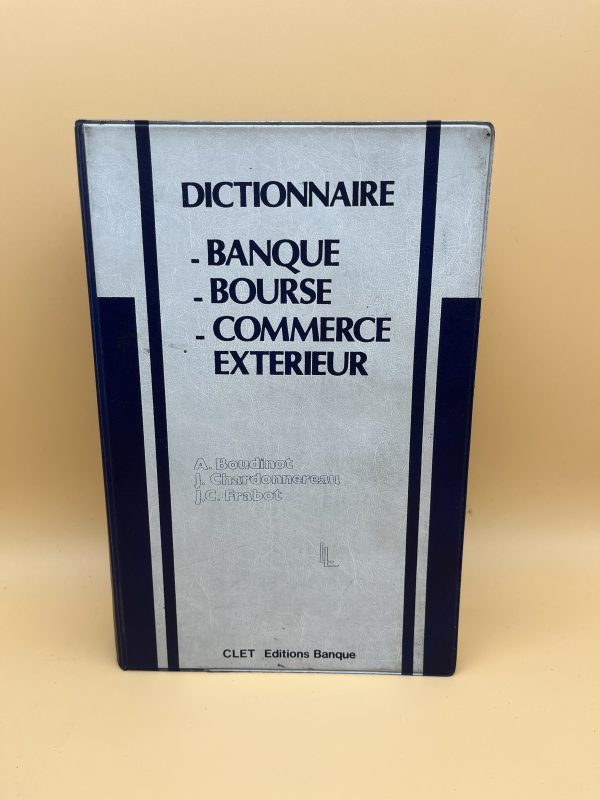 DICTIONNAIRE
- BANQUE
- BOURSE
- COMMERCE
EXTERIEUR
A. Boudinot
J. Chardonnereau
J.C. Frabot
CLET Editions Banque